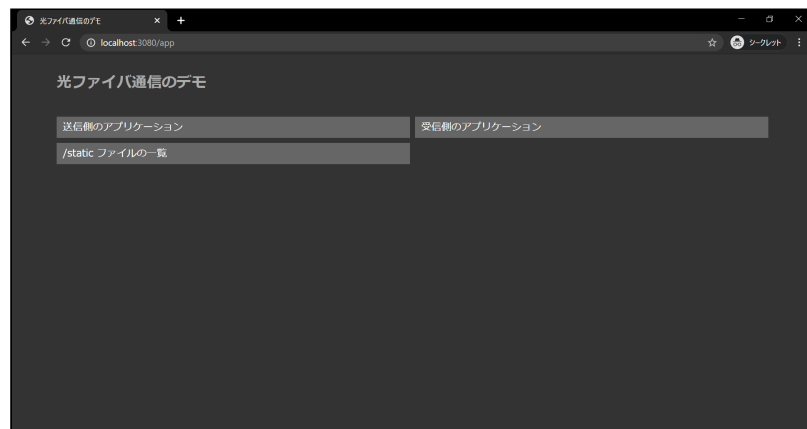 光ファイバ通信のデモ
localhost:3080/app
シークレット
光ファイバ通信のデモ
送信側のアプリケーション
受信側のアプリケーション
/static ファイルの一覧